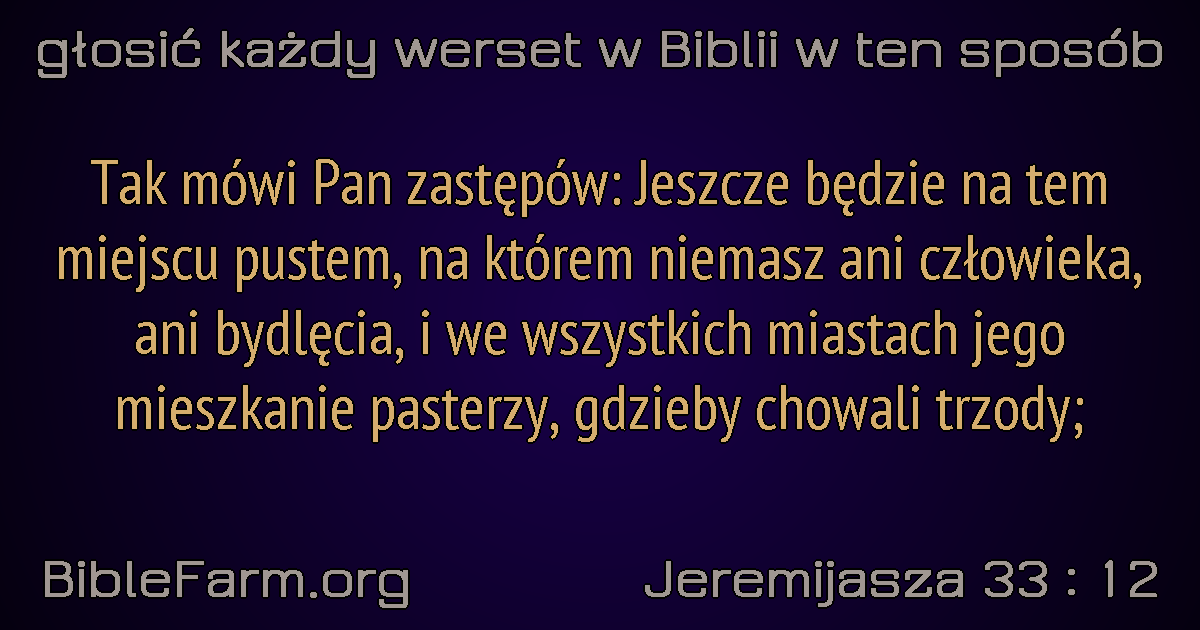 głosić każdy werset w Biblii w ten sposób
Tak mówi Pan zastępów: Jeszcze będzie na tem
miejscu pustem, na którem niemasz ani człowieka,
ani bydlęcia, i we wszystkich miastach jego
mieszkanie pasterzy, gdzieby chowali trzody;
BibleFarm.org
Jeremijasza 33 : 12